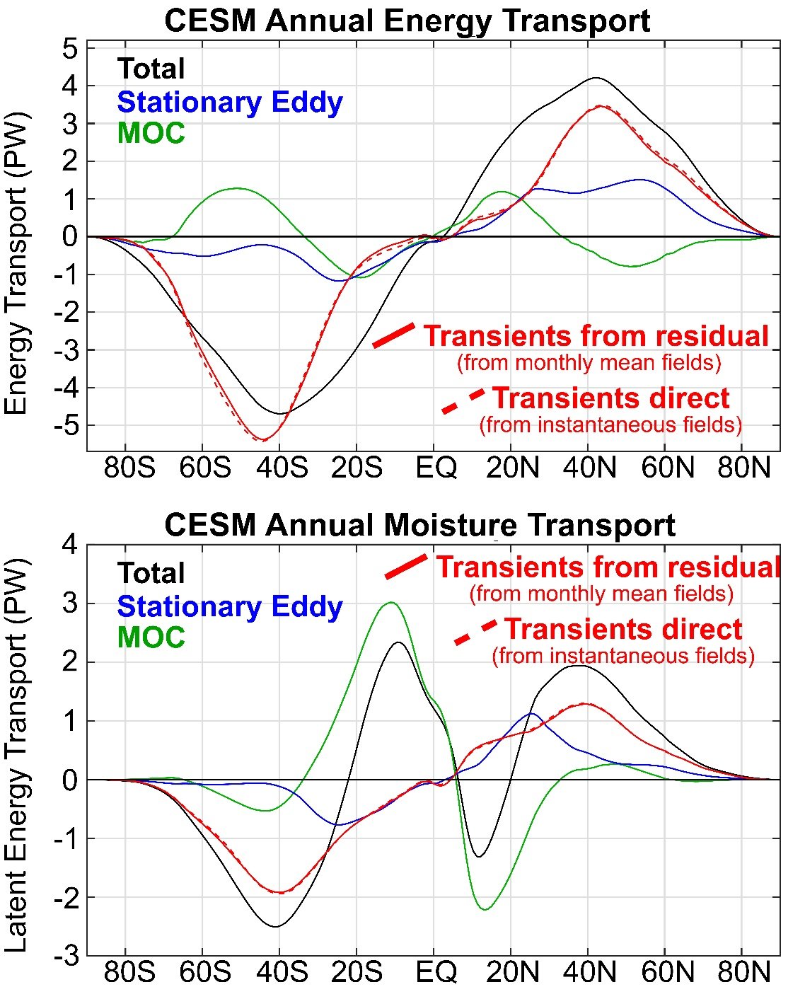 CESM Annual Energy Transport
Total
Stationary Eddy
MOC
Energy Transport (PW)
5
4
3
2
1
0
-1
-2
-3
-4
-5
Transients from residual
(from monthly mean fields)
Transients direct
(from instantaneous fields)
80S 60S 40S 20S EQ 20N 40N 60N 80N
CESM Annual Moisture Transport
Total
Stationary Eddy
MOC
Transients from residual
(from monthly mean fields)
Transients direct
(from instantaneous fields)
Latent Energy Transport (PW)
4
3
2
1
0
-1
-2
-3
80S 60S 40S 20S EQ 20N 40N 60N 80N